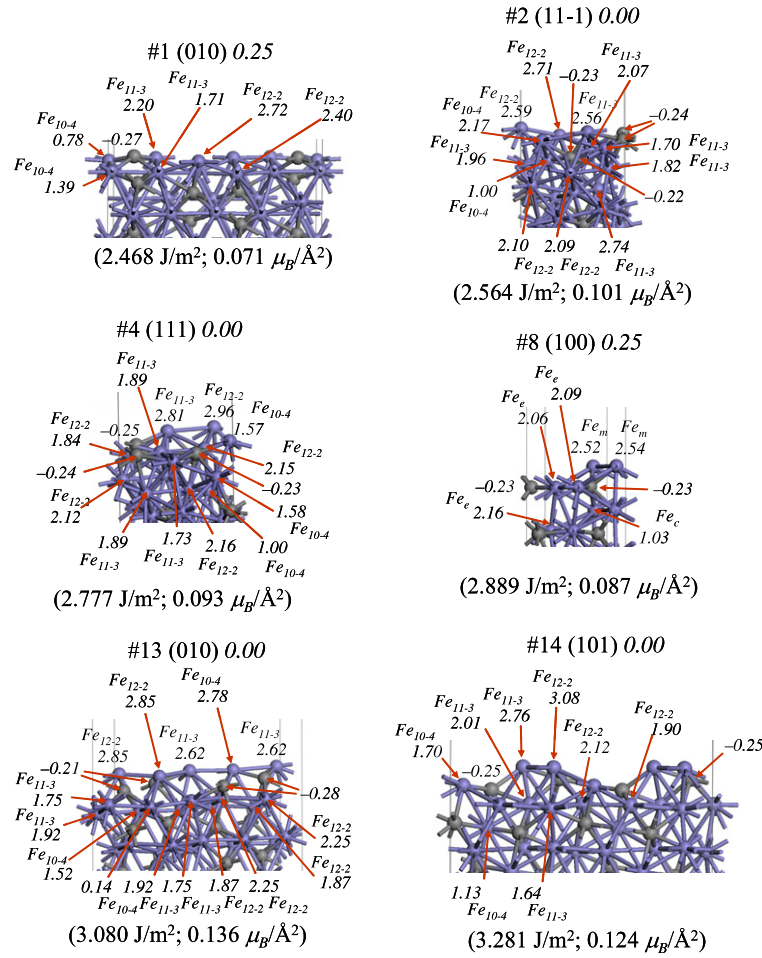 #1 (010) 0.25
Fe11-3
2.20
Fe11-3
1.71
Fe12-2
2.72
Fe12-2
2.40
Fe10-4
0.78
−0.27
Fe10-4
1.39
(2.468 J/m²; 0.071 μB/Å²)
#2 (11-1) 0.00
Fe12-2
2.71
−0.23
Fe11-3
2.07
Fe12-2
2.59
Fe11-3
2.56
−0.24
Fe10-4
2.17
Fe11-3
1.96
1.70
Fe11-3
1.82
Fe11-3
1.00
Fe10-4
−0.22
2.10
2.09
2.74
Fe12-2
Fe12-2
Fe11-3
(2.564 J/m²; 0.101 μB/Å²)
#4 (111) 0.00
Fe11-3
1.89
Fe11-3
2.81
Fe12-2
2.96
Fe10-4
1.57
Fe12-2
1.84
−0.25
−0.24
Fe12-2
2.15
−0.23
Fe12-2
2.12
1.58
Fe10-4
1.89
Fe11-3
1.73
Fe11-3
2.16
Fe12-2
1.00
Fe10-4
(2.777 J/m²; 0.093 μB/Å²)
#8 (100) 0.25
Fee
2.09
Fee
2.06
Fem
2.52
Fem
2.54
−0.23
−0.23
Fee
2.16
Fec
1.03
(2.889 J/m²; 0.087 μB/Å²)
#13 (010) 0.00
Fe12-2
2.85
Fe10-4
2.78
Fe12-2
2.85
Fe11-3
2.62
Fe11-3
2.62
−0.21
Fe11-3
1.75
−0.28
Fe11-3
1.92
Fe12-2
2.25
Fe10-4
1.52
Fe12-2
1.87
0.14
1.92
1.75
1.87
2.25
Fe10-4
Fe11-3
Fe11-3
Fe12-2
Fe12-2
(3.080 J/m²; 0.136 μB/Å²)
#14 (101) 0.00
Fe12-2
3.08
Fe11-3
2.76
Fe11-3
2.01
Fe12-2
2.12
Fe12-2
1.90
Fe10-4
1.70
−0.25
−0.25
1.13
Fe10-4
1.64
Fe11-3
(3.281 J/m²; 0.124 μB/Å²)